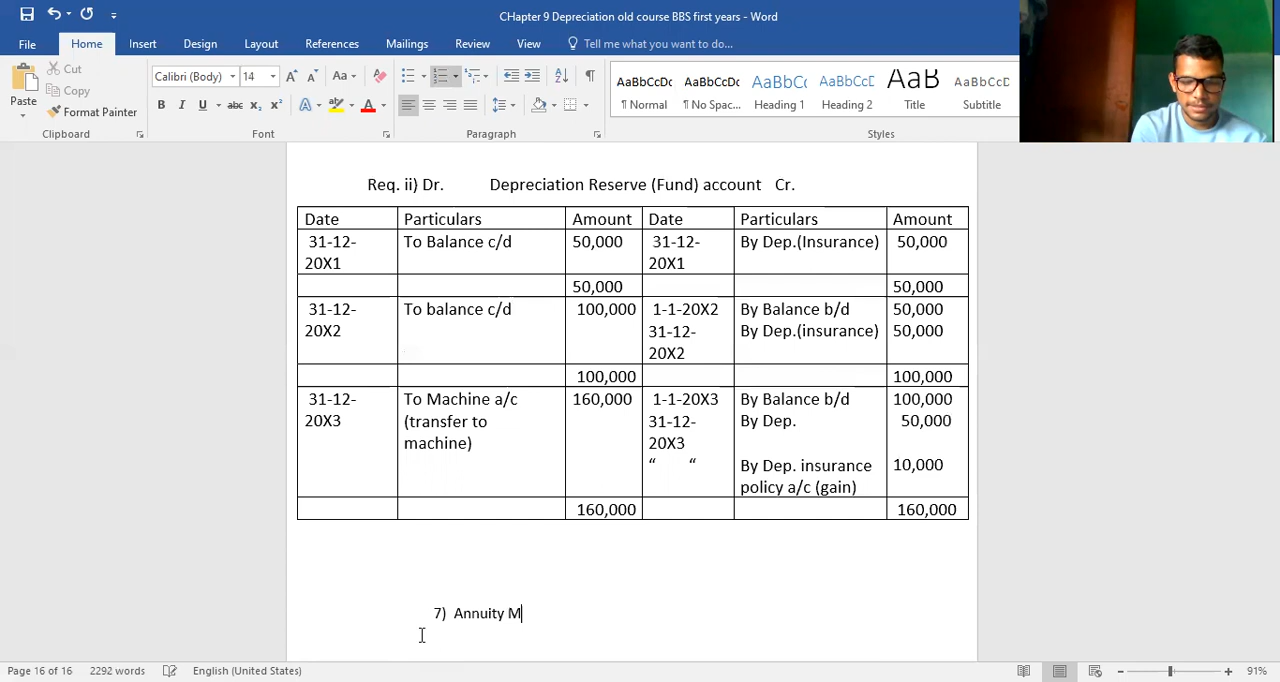 CHapter 9 Depreciation old course BBS first years - Word
File Home Insert Design Layout References Mailings Review View Tell me what you want to do...
Paste
Cut
Copy
Format Painter
Clipboard
Calibri (Body) 14
Font
Paragraph
AaBbCcDc AaBbCcDc AaBbCc AaBbCcE AaB AaBbCcD
¶ Normal ¶ No Spac... Heading 1 Heading 2 Title Subtitle
Styles
Req. ii) Dr. Depreciation Reserve (Fund) account Cr.
Date Particulars Amount Date Particulars Amount
31-12- To Balance c/d 50,000 31-12- By Dep.(Insurance) 50,000
20X1 20X1
50,000 50,000
31-12- To balance c/d 100,000 1-1-20X2 By Balance b/d 50,000
20X2 31-12- By Dep.(insurance) 50,000
20X2
100,000 100,000
31-12- To Machine a/c 160,000 1-1-20X3 By Balance b/d 100,000
20X3 (transfer to 31-12- By Dep. 50,000
machine) 20X3
“ “ By Dep. insurance 10,000
policy a/c (gain)
160,000 160,000
7) Annuity M
Page 16 of 16 2292 words English (United States) 91%